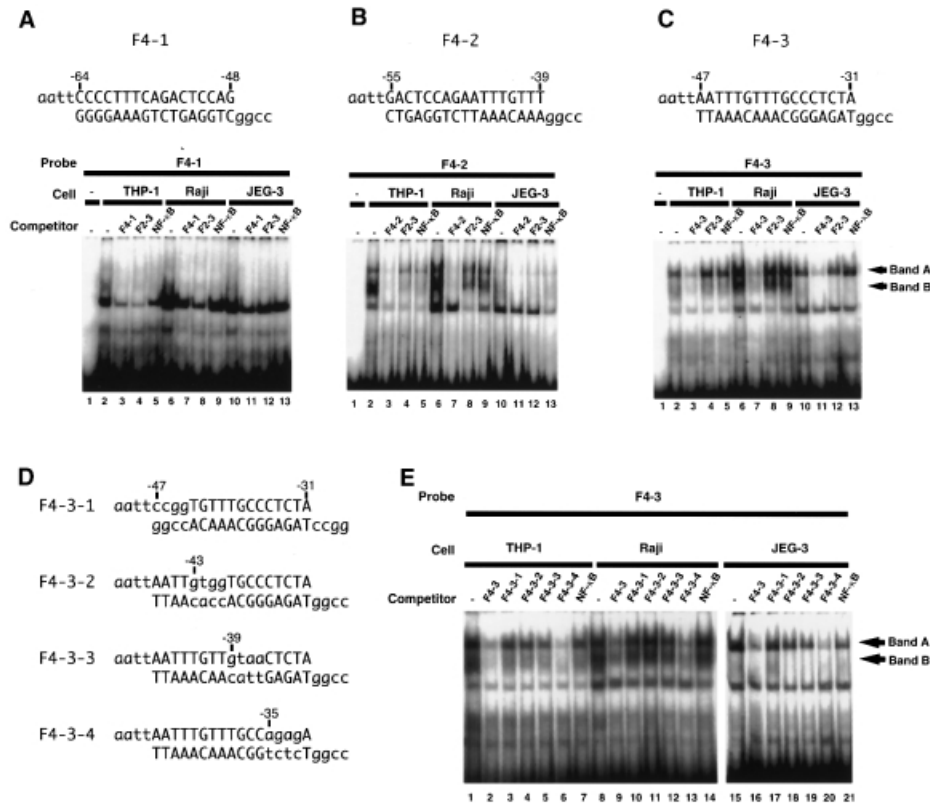 A
F4-1
-64 -48
aattCCCCTTTCAGACTCCAG
GGGGAAAGTCTGAGGTCggcc
Probe F4-1
Cell - THP-1 Raji JEG-3
Competitor - F4-1 F2-3 NF-κB - F4-1 F2-3 NF-κB - F4-1 F2-3 NF-κB
1 2 3 4 5 6 7 8 9 10 11 12 13
B
F4-2
-55 -39
aattGACTCCAGAATTTGTTT
CTGAGGTCTTAAACAAAggcc
F4-2
- THP-1 Raji JEG-3
- F4-2 F2-3 NF-κB - F4-2 F2-3 NF-κB - F4-2 F2-3 NF-κB
1 2 3 4 5 6 7 8 9 10 11 12 13
C
F4-3
-47 -31
aattAATTTGTTTGCCCTCTA
TTAAACAAACGGGAGATggcc
F4-3
- THP-1 Raji JEG-3
- F4-3 F2-3 NF-κB - F4-3 F2-3 NF-κB - F4-3 F2-3 NF-κB
Band A
Band B
1 2 3 4 5 6 7 8 9 10 11 12 13
D
-47 -31
F4-3-1 aattccggTGTTTGCCCTCTA
ggccACAAACGGGAGATccgg
-43
F4-3-2 aattAATTgtggTGCCCTCTA
TTAAcaccACGGGAGATggcc
-39
F4-3-3 aattAATTTGTTgtaaCTCTA
TTAAACAAcattGAGATggcc
-35
F4-3-4 aattAATTTGTTTGCCagagA
TTAAACAAACGGtctcTggcc
E
Probe F4-3
Cell THP-1 Raji JEG-3
Competitor - F4-3 F4-3-1 F4-3-2 F4-3-3 F4-3-4 NF-κB - F4-3 F4-3-1 F4-3-2 F4-3-3 F4-3-4 NF-κB - F4-3 F4-3-1 F4-3-2 F4-3-3 F4-3-4 NF-κB
Band A
Band B
1 2 3 4 5 6 7 8 9 10 11 12 13 14 15 16 17 18 19 20 21